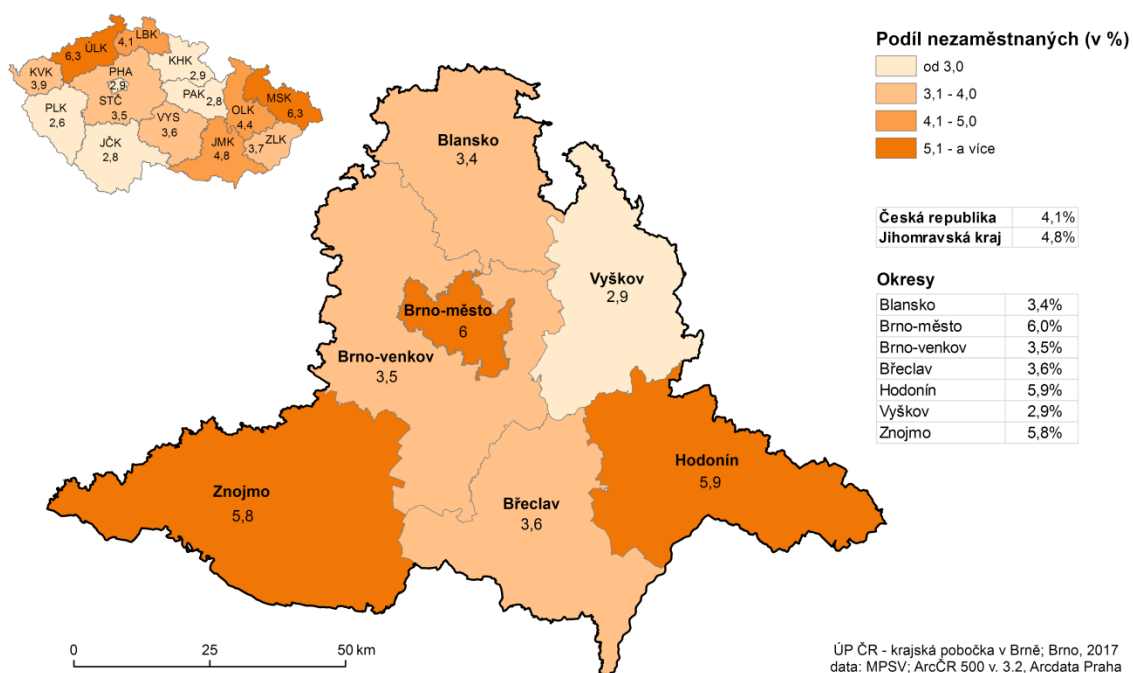 ÚLK
6,3
LBK
4,1
KHK
2,9
KVK
3,9
PHA
2,9
STČ
3,5
PAK
2,8
OLK
4,4
MSK
6,3
PLK
2,6
VYS
3,6
JČK
2,8
JMK
4,8
ZLK
3,7
Podíl nezaměstnaných (v %)
od 3,0
3,1 - 4,0
4,1 - 5,0
5,1 - a více
Blansko
3,4
Vyškov
2,9
Brno-město
6
Brno-venkov
3,5
Znojmo
5,8
Břeclav
3,6
Hodonín
5,9
Česká republika 4,1%
Jihomravská kraj 4,8%
Okresy
Blansko 3,4%
Brno-město 6,0%
Brno-venkov 3,5%
Břeclav 3,6%
Hodonín 5,9%
Vyškov 2,9%
Znojmo 5,8%
0 25 50 km
ÚP ČR - krajská pobočka v Brně; Brno, 2017
data: MPSV; ArcČR 500 v. 3.2, Arcdata Praha